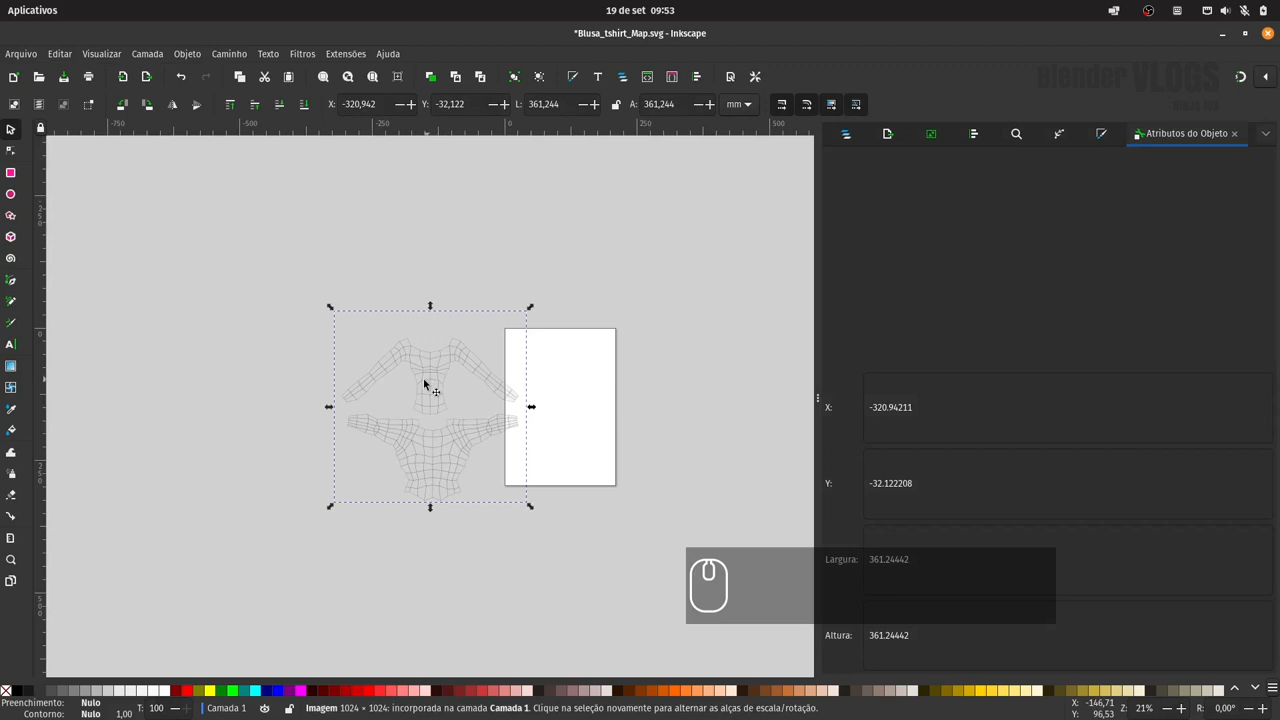 Aplicativos
19 de set 09:53
*Blusa_tshirt_Map.svg - Inkscape
Arquivo Editar Visualizar Camada Objeto Caminho Texto Filtros Extensões Ajuda
Blender VLOGS
X: -320,942 Y: -32,122 L: 361,244 A: 361,244 mm
-750 -500 -250 0 250 500
Atributos do Objeto
X: -320.94211
Y: -32.122208
Largura: 361.24442
Altura: 361.24442
Preenchimento: Nulo
Contorno: Nulo 1,00
T: 100
Camada 1
Imagem 1024 × 1024: incorporada na camada Camada 1. Clique na seleção novamente para alternar as alças de escala/rotação.
X: -146,71
Y: 96,53
Z: 21%
R: 0,00°